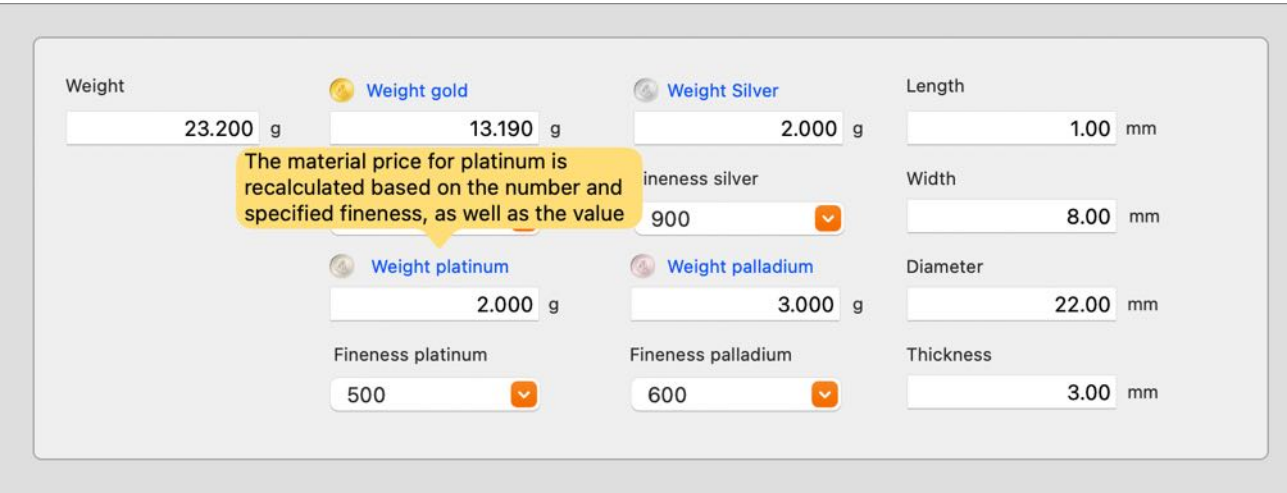 Weight
Weight gold
Weight Silver
Length
23.200 g
13.190 g
2.000 g
1.00 mm
The material price for platinum is
recalculated based on the number and
specified fineness, as well as the value
ineness silver
Width
900
8.00 mm
Weight platinum
Weight palladium
Diameter
2.000 g
3.000 g
22.00 mm
Fineness platinum
Fineness palladium
Thickness
500
600
3.00 mm